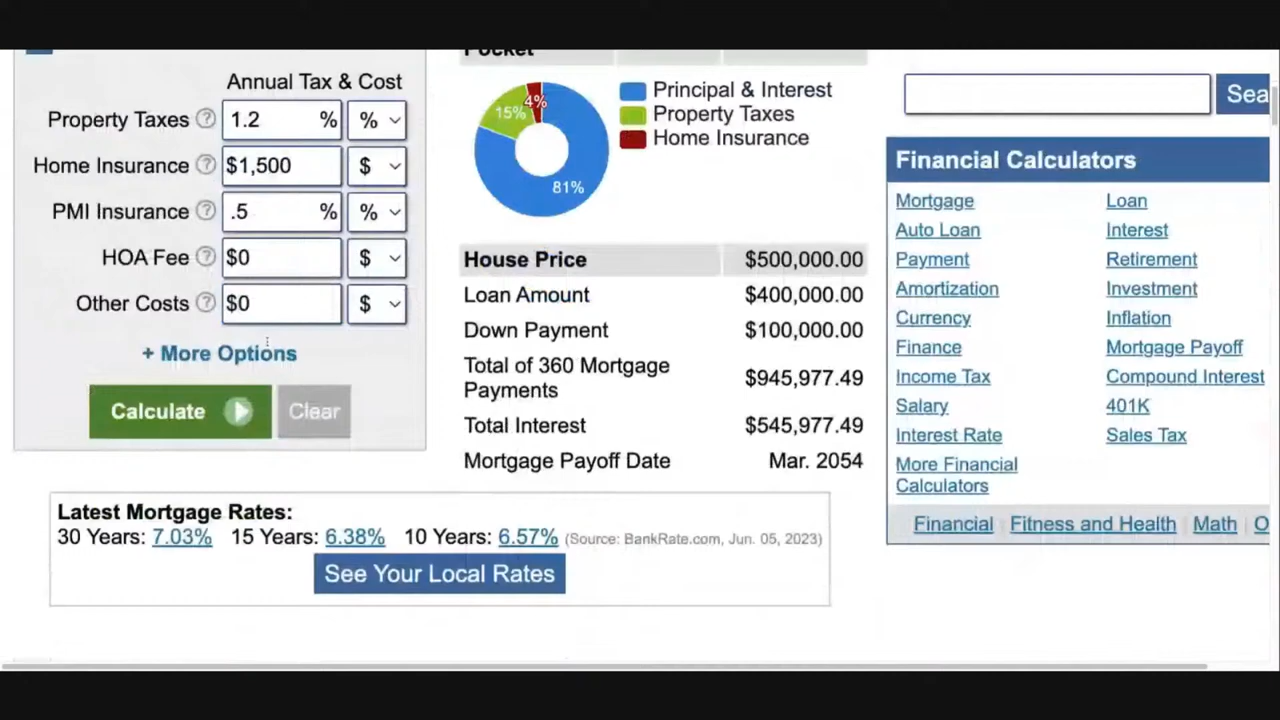 Pocket
Annual Tax & Cost
Property Taxes ? 1.2 % %
Home Insurance ? $1,500 $
PMI Insurance ? .5 % %
HOA Fee ? $0 $
Other Costs ? $0 $
+ More Options
Calculate
Clear
4%
15%
81%
Principal & Interest
Property Taxes
Home Insurance
House Price $500,000.00
Loan Amount $400,000.00
Down Payment $100,000.00
Total of 360 Mortgage
Payments $945,977.49
Total Interest $545,977.49
Mortgage Payoff Date Mar. 2054
Latest Mortgage Rates:
30 Years: 7.03% 15 Years: 6.38% 10 Years: 6.57% (Source: BankRate.com, Jun. 05, 2023)
See Your Local Rates
Sea
Financial Calculators
Mortgage Loan
Auto Loan Interest
Payment Retirement
Amortization Investment
Currency Inflation
Finance Mortgage Payoff
Income Tax Compound Interest
Salary 401K
Interest Rate Sales Tax
More Financial
Calculators
Financial Fitness and Health Math O